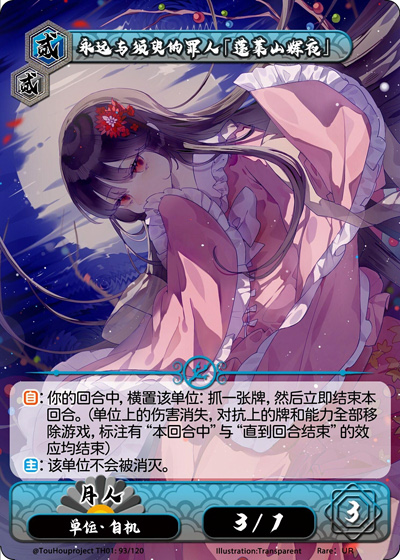 贰
永远与须臾的罪人『蓬莱山辉夜』
贰
自：你的回合中，横置该单位：抓一张牌，然后立即结束本
回合。（单位上的伤害消失，对抗上的牌和能力全部移
除游戏，标注有“本回合中”与“直到回合结束”的效
应均结束）
主：该单位不会被消灭。
月人
单位·自机
3/1
3
@TouHouproject TH01: 93/120
Illustration:Transparent
Rare：UR